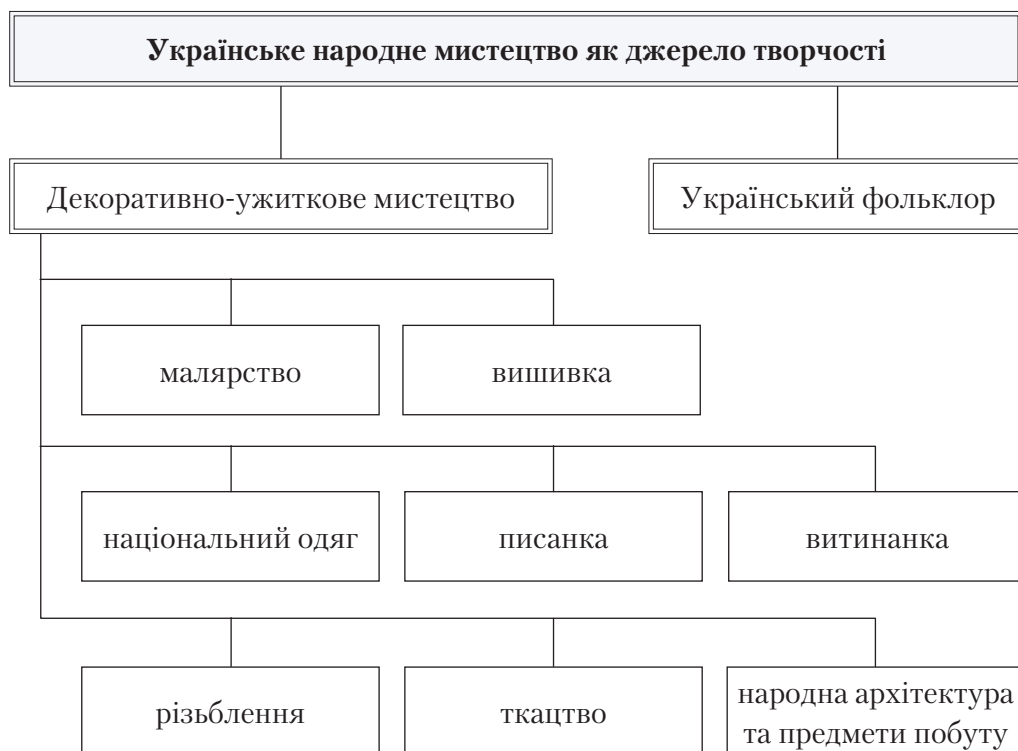 Українське народне мистецтво як джерело творчості
Декоративно-ужиткове мистецтво
Український фольклор
малярство
вишивка
національний одяг
писанка
витинанка
різьблення
ткацтво
народна архітектура
та предмети побуту